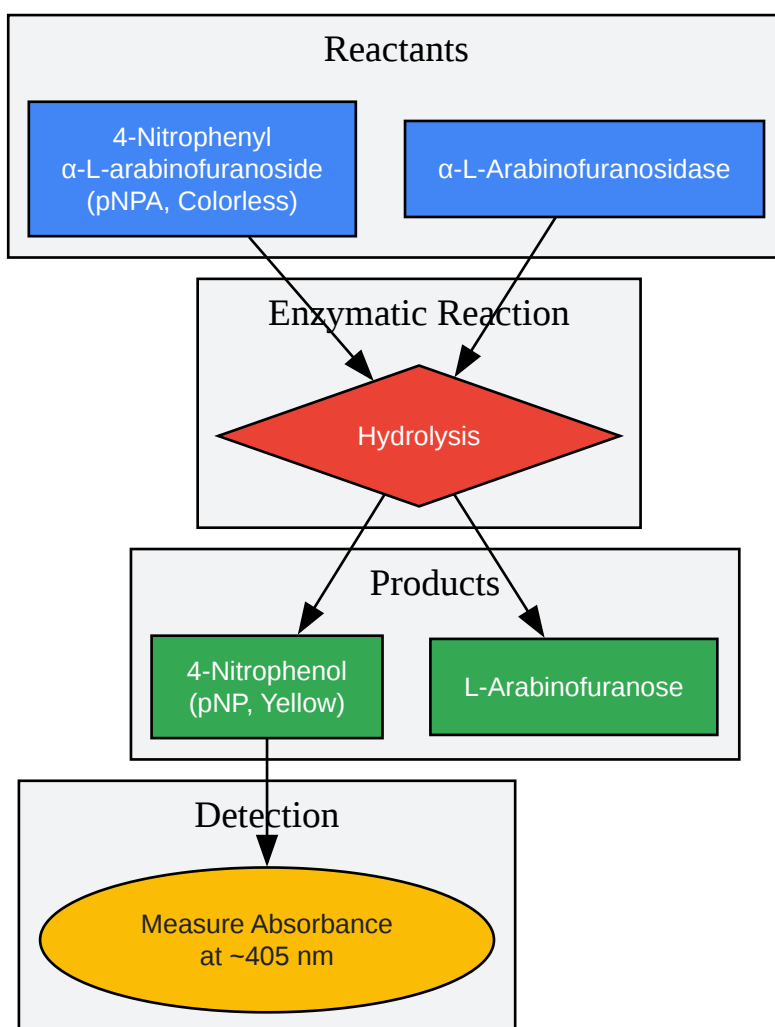 Reactants
4-Nitrophenyl
α-L-arabinofuranoside
(pNPA, Colorless)
α-L-Arabinofuranosidase
Enzymatic Reaction
Hydrolysis
Products
4-Nitrophenol
(pNP, Yellow)
L-Arabinofuranose
Detection
Measure Absorbance
at ~405 nm